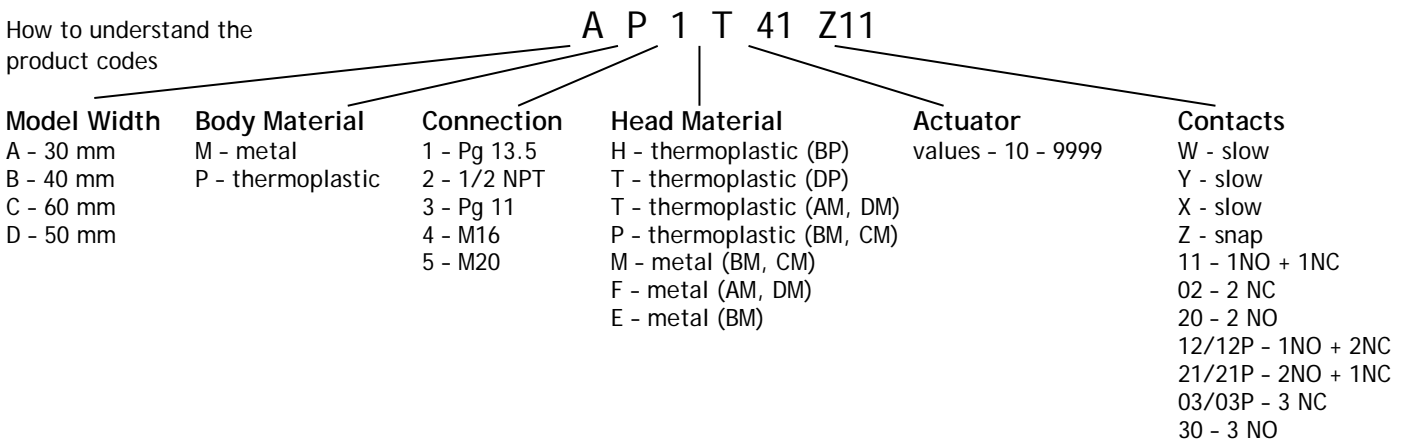 How to understand the
product codes
A P 1 T 41 Z11
Model Width
A – 30 mm
B – 40 mm
C – 60 mm
D – 50 mm
Body Material
M – metal
P – thermoplastic
Connection
1 – Pg 13.5
2 – 1/2 NPT
3 – Pg 11
4 – M16
5 – M20
Head Material
H – thermoplastic (BP)
T – thermoplastic (DP)
T – thermoplastic (AM, DM)
P – thermoplastic (BM, CM)
M – metal (BM, CM)
F – metal (AM, DM)
E – metal (BM)
Actuator
values – 10 – 9999
Contacts
W - slow
Y - slow
X - slow
Z - snap
11 – 1NO + 1NC
02 – 2 NC
20 – 2 NO
12/12P – 1NO + 2NC
21/21P – 2NO + 1NC
03/03P – 3 NC
30 – 3 NO